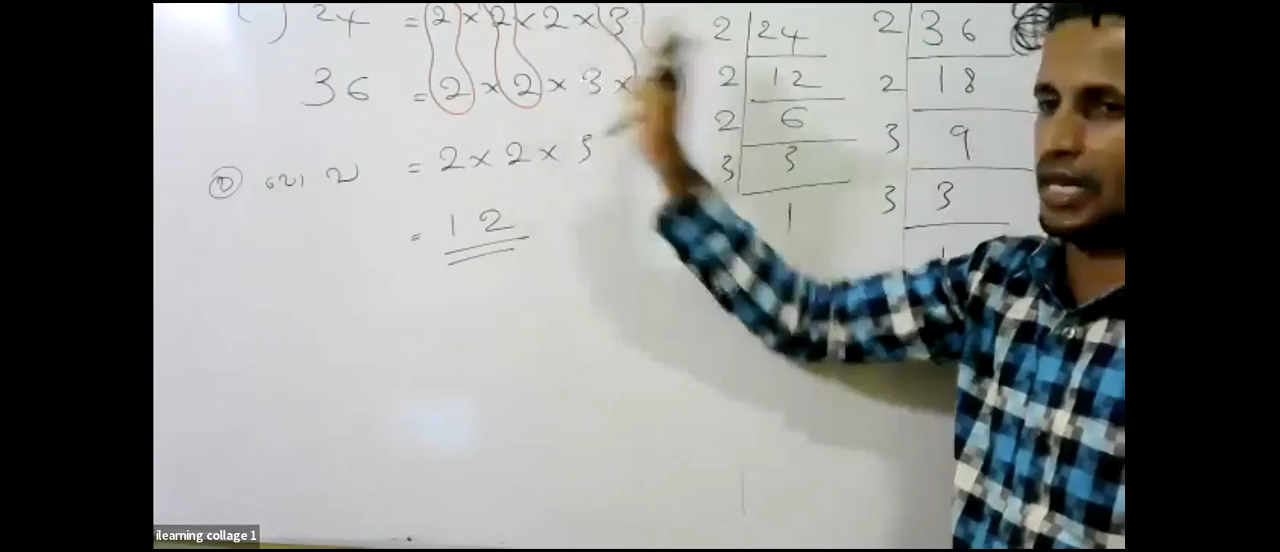 24 = 2 × 2 × 2 × 3
36 = 2 × 2 × 3 ×
= 2 × 2 × 3
= 12
2 | 24
2 | 12
2 | 6
3 | 3
1
2 | 36
2 | 18
3 | 9
3 | 3
1
ilearning collage 1